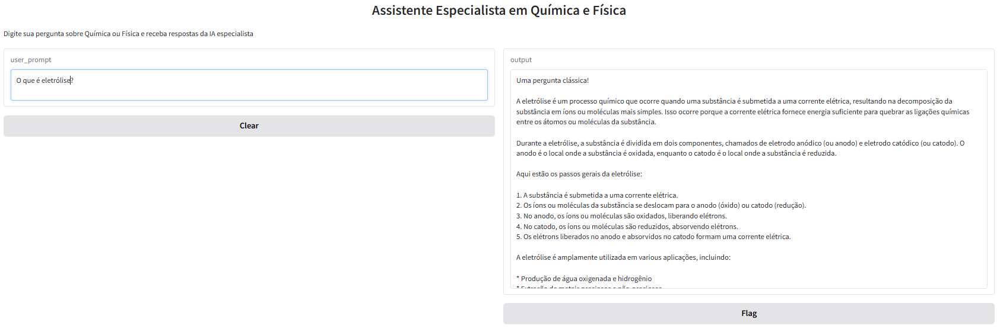 Assistente Especialista em Química e Física
Digite sua pergunta sobre Química ou Física e receba respostas da IA especialista
user_prompt
O que é eletrólise?
Clear
output
Uma pergunta clássica!
A eletrólise é um processo químico que ocorre quando uma substância é submetida a uma corrente elétrica, resultando na decomposição da
substância em íons ou moléculas mais simples. Isso ocorre porque a corrente elétrica fornece energia suficiente para quebrar as ligações químicas
entre os átomos ou moléculas da substância.
Durante a eletrólise, a substância é dividida em dois componentes, chamados de eletrodo anódico (ou anodo) e eletrodo catódico (ou catodo). O
anodo é o local onde a substância é oxidada, enquanto o catodo é o local onde a substância é reduzida.
Aqui estão os passos gerais da eletrólise:
1. A substância é submetida a uma corrente elétrica.
2. Os íons ou moléculas da substância se deslocam para o anodo (óxido) ou catodo (redução).
3. No anodo, os íons ou moléculas são oxidados, liberando elétrons.
4. No catodo, os íons ou moléculas são reduzidos, absorvendo elétrons.
5. Os elétrons liberados no anodo e absorvidos no catodo formam uma corrente elétrica.
A eletrólise é amplamente utilizada em various aplicações, incluindo:
* Produção de água oxigenada e hidrogênio
Flag